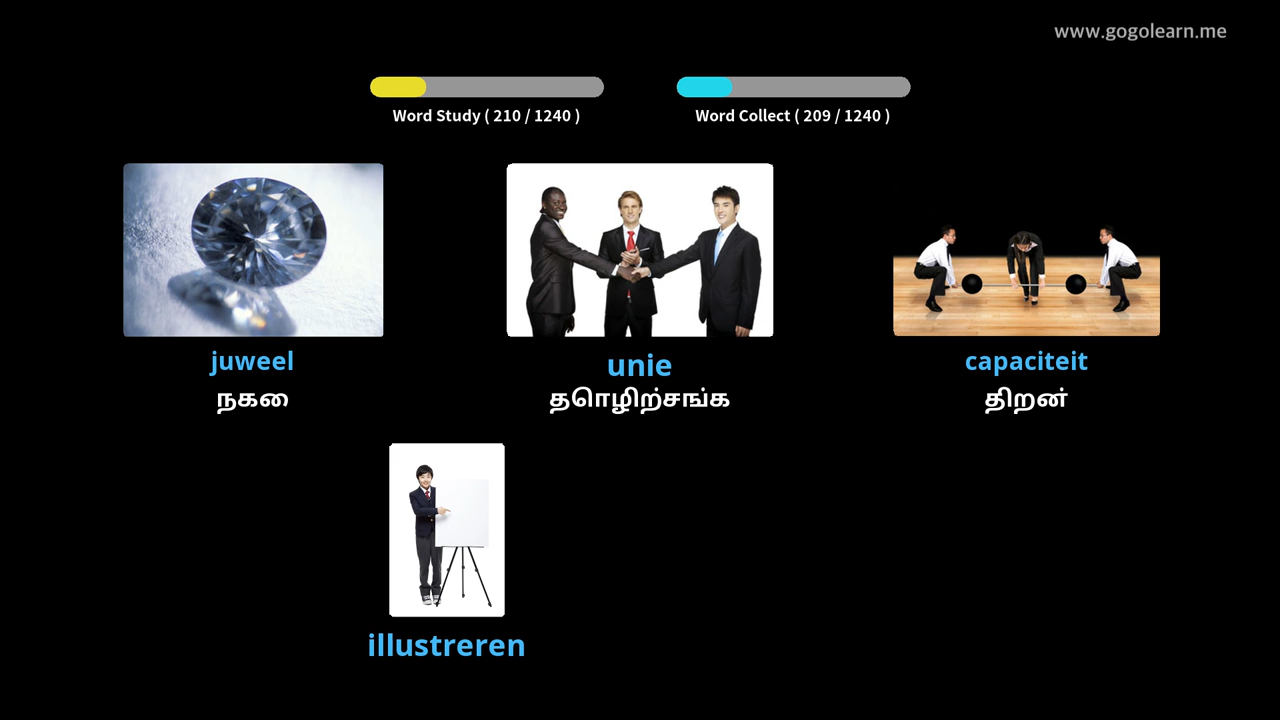 www.gogolearn.me
Word Study ( 210 / 1240 )
Word Collect ( 209 / 1240 )
juweel
unie
capaciteit
நகை
தொழிற்சங்க
திறன்
illustreren